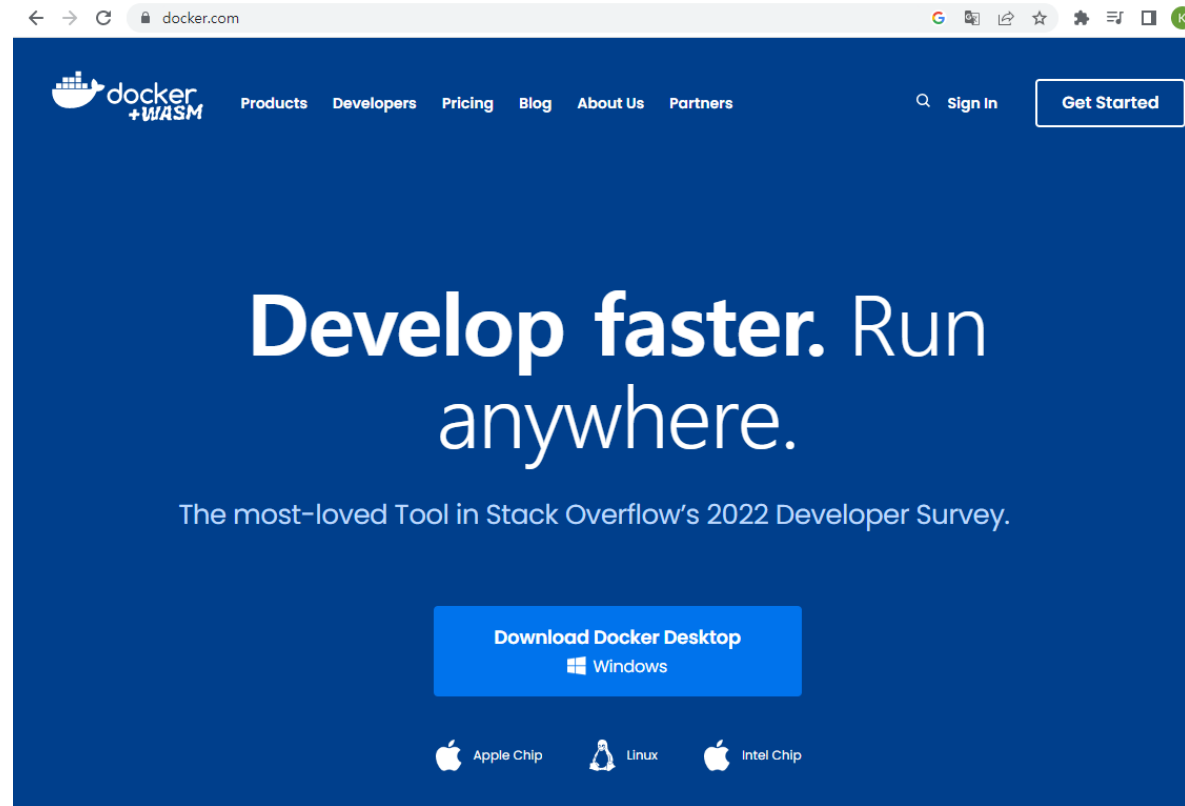 docker.com
docker
+WASM
Products Developers Pricing Blog About Us Partners
Sign In
Get Started
Develop faster. Run
anywhere.
The most-loved Tool in Stack Overflow’s 2022 Developer Survey.
Download Docker Desktop
Windows
Apple Chip Linux Intel Chip